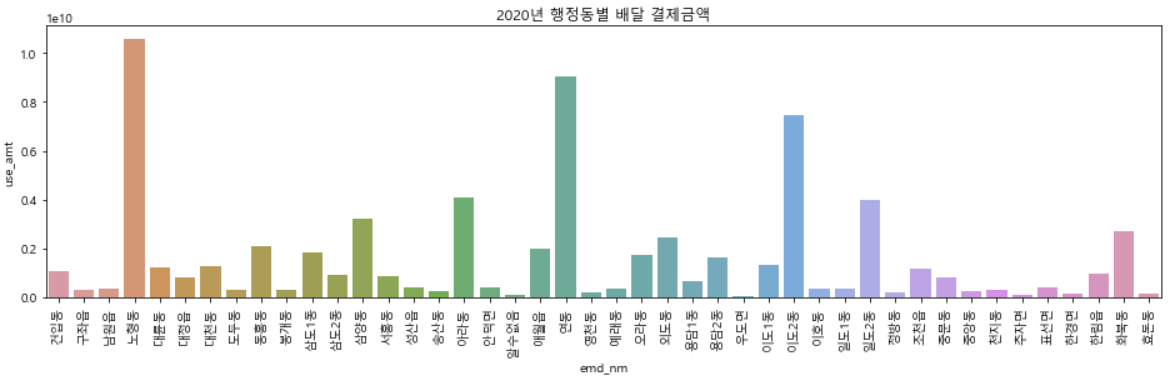 2020년 행정동별 배달 결제금액
1e10
1.0
0.8
0.6
0.4
0.2
0.0
use_amt
건입동
구좌읍
남원읍
노형동
대륜동
대정읍
대천동
도두동
동홍동
봉개동
삼도1동
삼도2동
삼양동
서홍동
성산읍
송산동
아라동
안덕면
알수없음
애월읍
연동
영천동
예래동
오라동
외도동
용담1동
용담2동
우도면
이도1동
이도2동
이호동
일도1동
일도2동
정방동
조천읍
중문동
중앙동
천지동
추자면
표선면
한경면
한림읍
화북동
효돈동
emd_nm